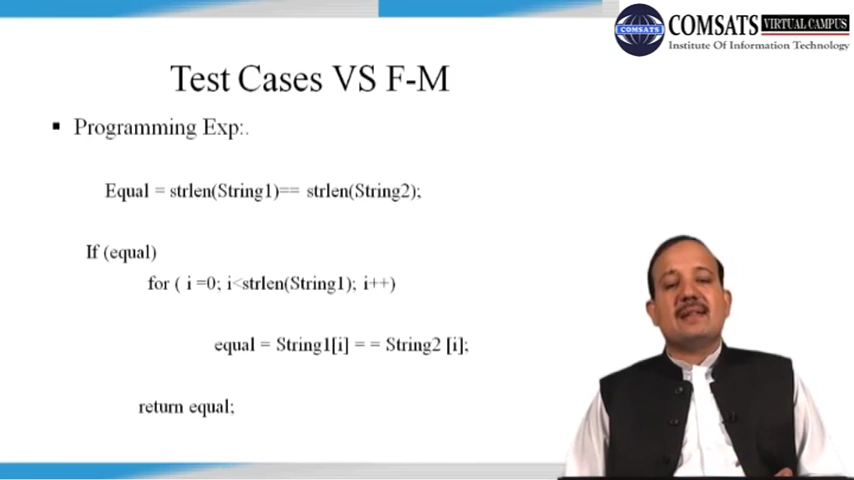 COMSATS VIRTUAL CAMPUS
Institute Of Information Technology
COMSATS
Test Cases VS F-M
▪ Programming Exp:.
Equal = strlen(String1)== strlen(String2);
If (equal)
for ( i =0; i<strlen(String1); i++)
equal = String1[i] = = String2 [i];
return equal;